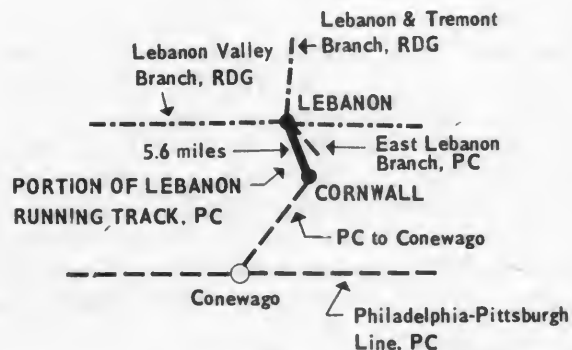 Lebanon & Tremont
Branch, RDG
Lebanon Valley
Branch, RDG
LEBANON
5.6 miles
East Lebanon
Branch, PC
PORTION OF LEBANON
RUNNING TRACK, PC
CORNWALL
PC to Conewago
Conewago
Philadelphia-Pittsburgh
Line, PC